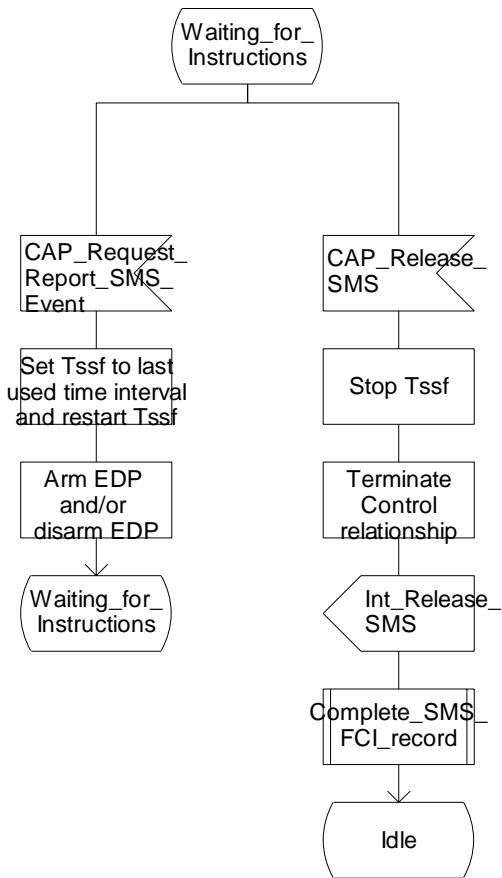 Waiting_for_
Instructions
CAP_Request_
Report_SMS_
Event
Set Tssf to last
used time interval
and restart Tssf
Arm EDP
and/or
disarm EDP
Waiting_for_
Instructions
CAP_Release_
SMS
Stop Tssf
Terminate
Control
relationship
Int_Release_
SMS
Complete_SMS_
FCI_record
Idle